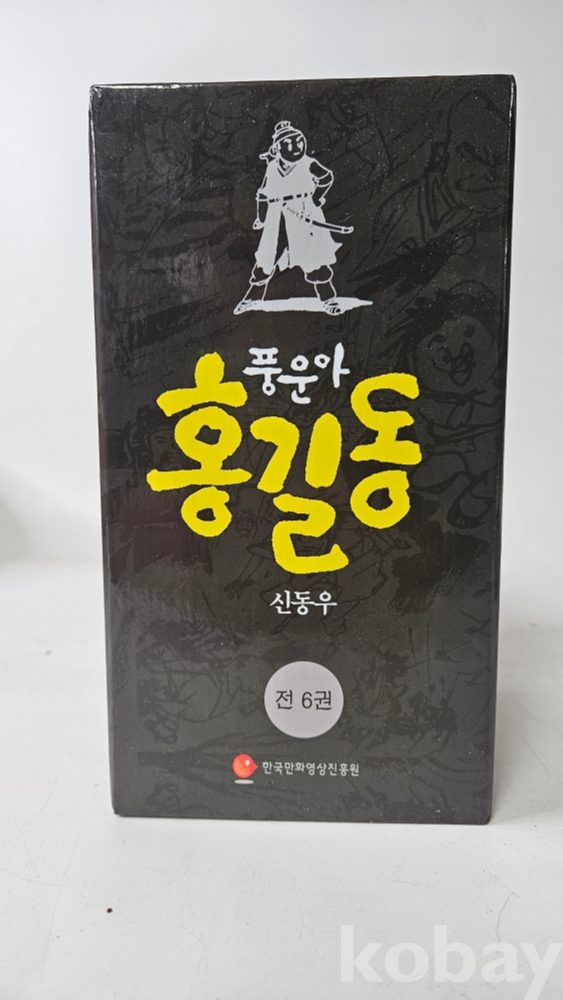 풍운아
홍길동
신동우
전 6권
한국만화영상진흥원
kobay